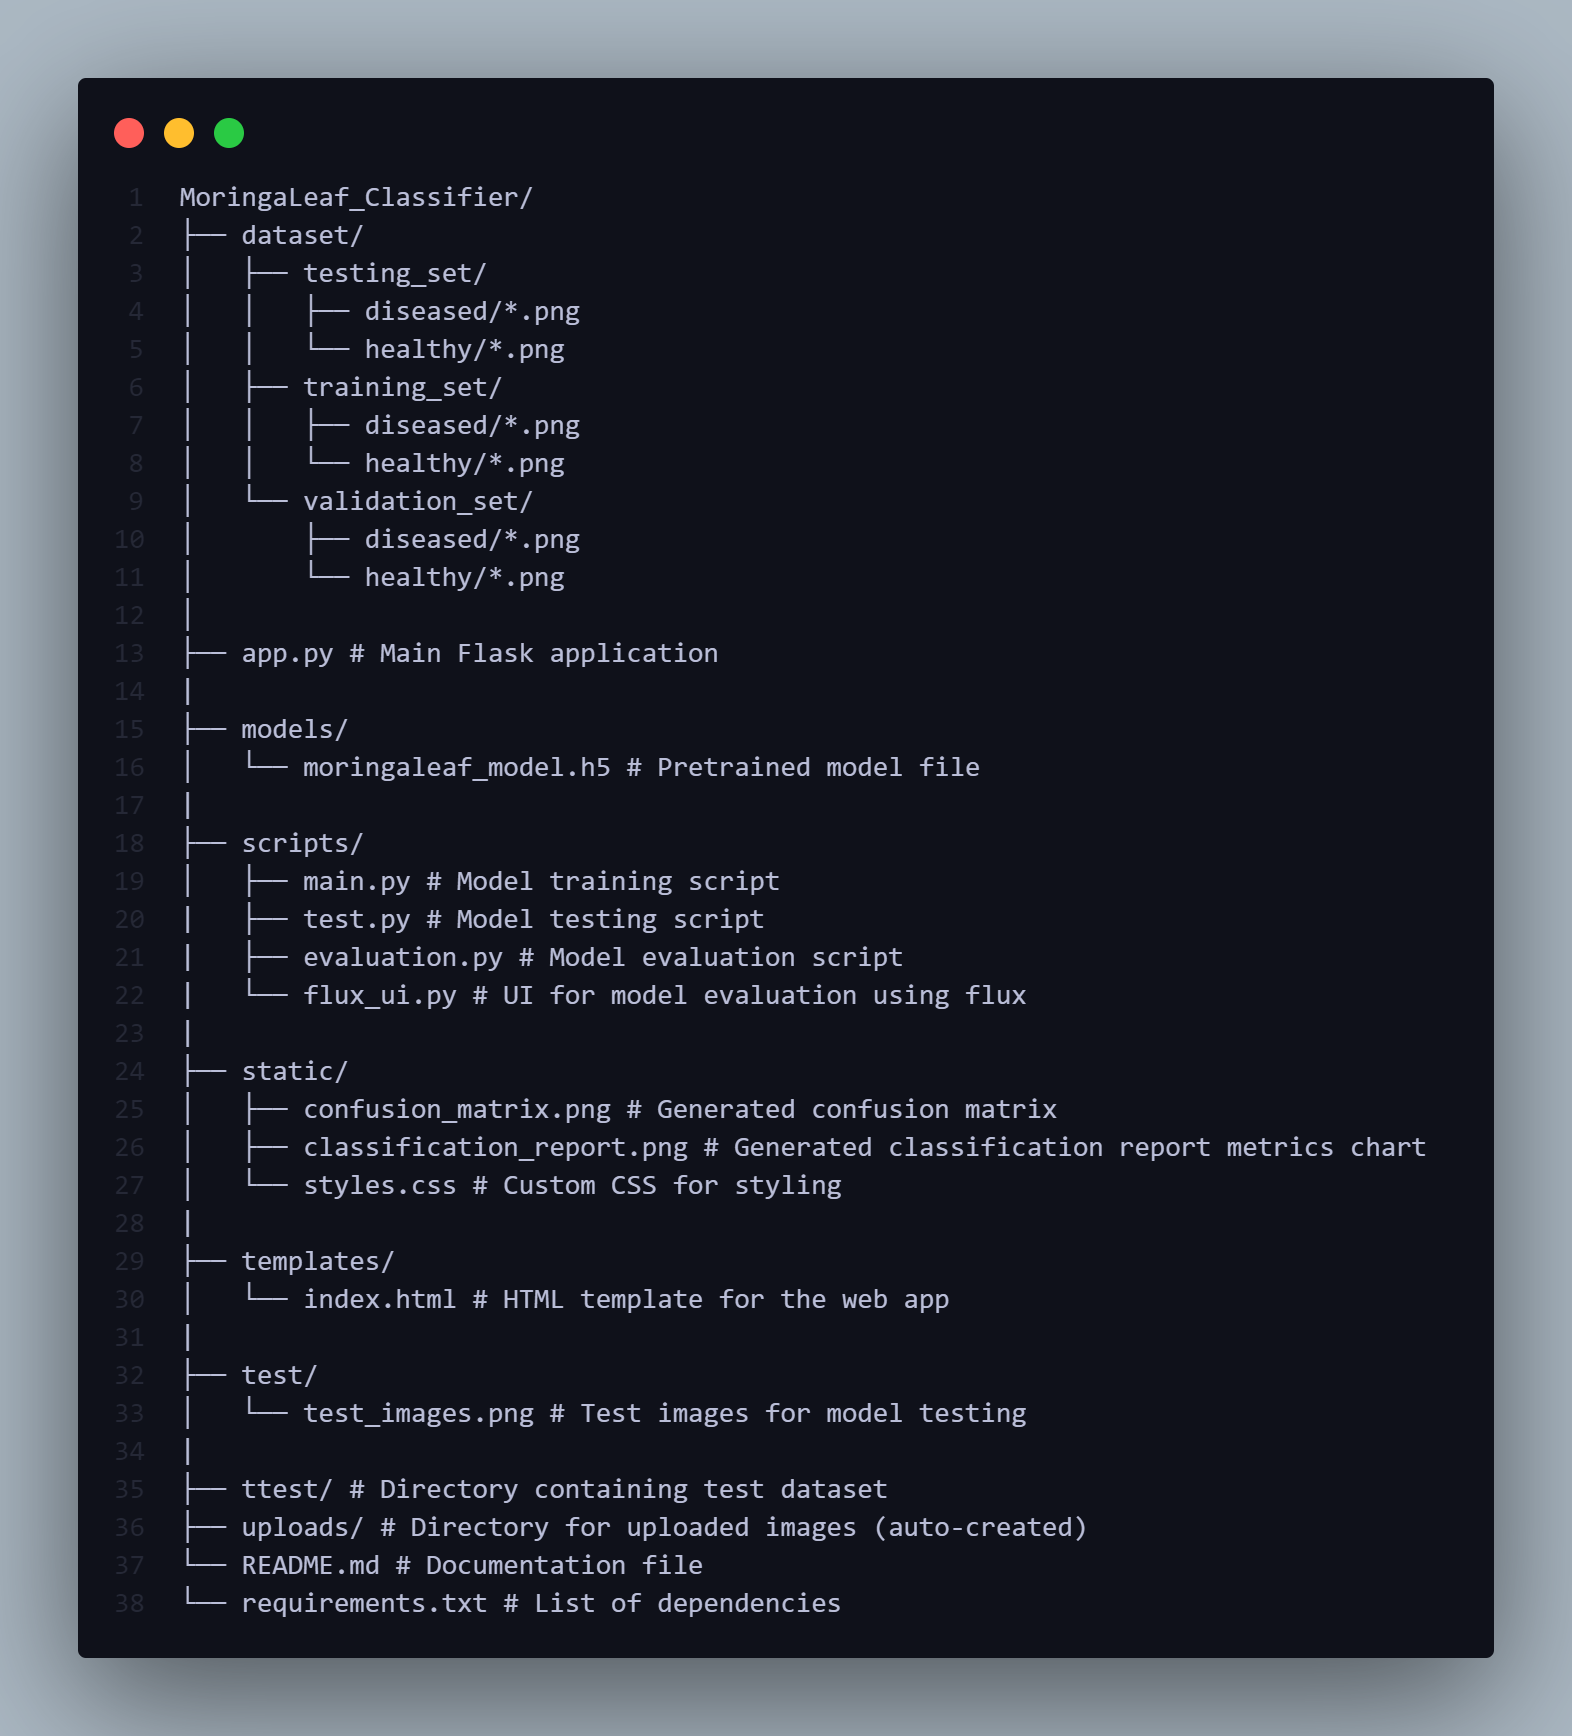 1 MoringaLeaf_Classifier/
2 ├── dataset/
3 │   ├── testing_set/
4 │   │   ├── diseased/*.png
5 │   │   └── healthy/*.png
6 │   ├── training_set/
7 │   │   ├── diseased/*.png
8 │   │   └── healthy/*.png
9 │   └── validation_set/
10 │       ├── diseased/*.png
11 │       └── healthy/*.png
12 │
13 ├── app.py # Main Flask application
14 |
15 ├── models/
16 │   └── moringaleaf_model.h5 # Pretrained model file
17 |
18 ├── scripts/
19 │   ├── main.py # Model training script
20 |   ├── test.py # Model testing script
21 |   ├── evaluation.py # Model evaluation script
22 |   └── flux_ui.py # UI for model evaluation using flux
23 |
24 ├── static/
25 │   ├── confusion_matrix.png # Generated confusion matrix
26 │   ├── classification_report.png # Generated classification report metrics chart
27 │   └── styles.css # Custom CSS for styling
28 |
29 ├── templates/
30 │   └── index.html # HTML template for the web app
31 |
32 ├── test/
33 │   └── test_images.png # Test images for model testing
34 |
35 ├── ttest/ # Directory containing test dataset
36 ├── uploads/ # Directory for uploaded images (auto-created)
37 └── README.md # Documentation file
38 └── requirements.txt # List of dependencies